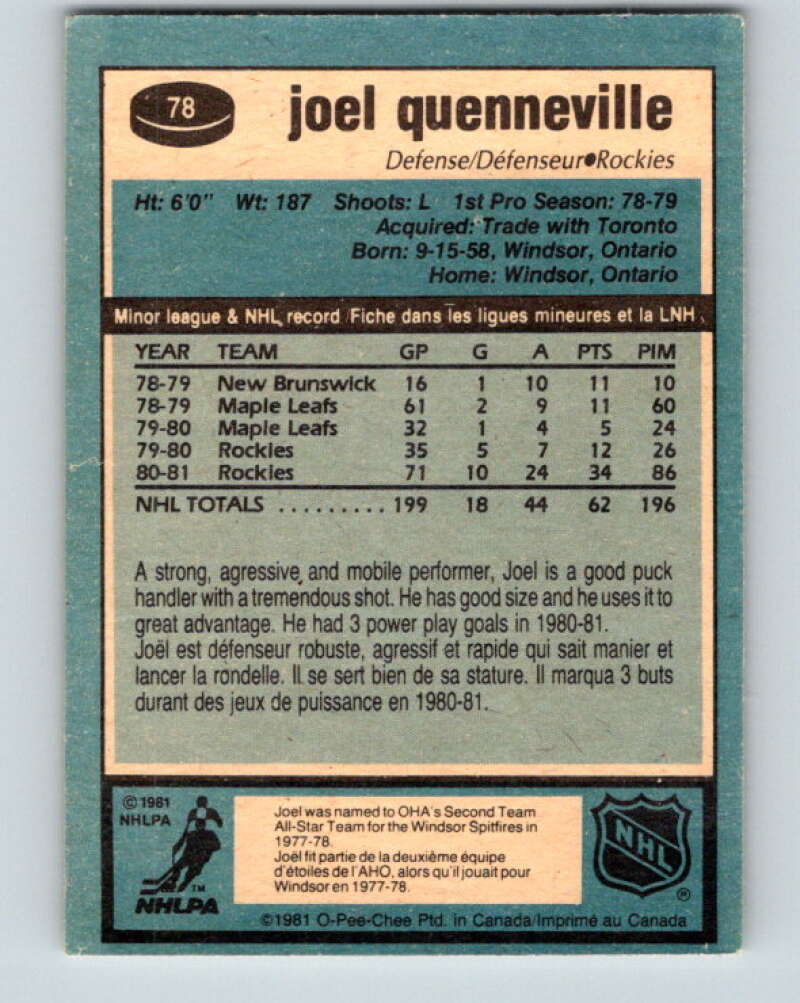 78
joel quenneville
Defense/Défenseur●Rockies
Ht: 6'0" Wt: 187 Shoots: L 1st Pro Season: 78-79
Acquired: Trade with Toronto
Born: 9-15-58, Windsor, Ontario
Home: Windsor, Ontario
Minor league & NHL record/Fiche dans les ligues mineures et la LNH
YEAR TEAM GP G A PTS PIM
78-79 New Brunswick 16 1 10 11 10
78-79 Maple Leafs 61 2 9 11 60
79-80 Maple Leafs 32 1 4 5 24
79-80 Rockies 35 5 7 12 26
80-81 Rockies 71 10 24 34 86
NHL TOTALS ......... 199 18 44 62 196
A strong, agressive, and mobile performer, Joel is a good puck
handler with a tremendous shot. He has good size and he uses it to
great advantage. He had 3 power play goals in 1980-81.
Joël est défenseur robuste, agressif et rapide qui sait manier et
lancer la rondelle. Il se sert bien de sa stature. Il marqua 3 buts
durant des jeux de puissance en 1980-81.
©1981
NHLPA
TM
NHLPA
Joel was named to OHA's Second Team
All-Star Team for the Windsor Spitfires in
1977-78.
Joël fit partie de la deuxième équipe
d'étoiles de l'AHO, alors qu'il jouait pour
Windsor en 1977-78.
NHL
®
©1981 O-Pee-Chee Ptd. in Canada/Imprimé au Canada